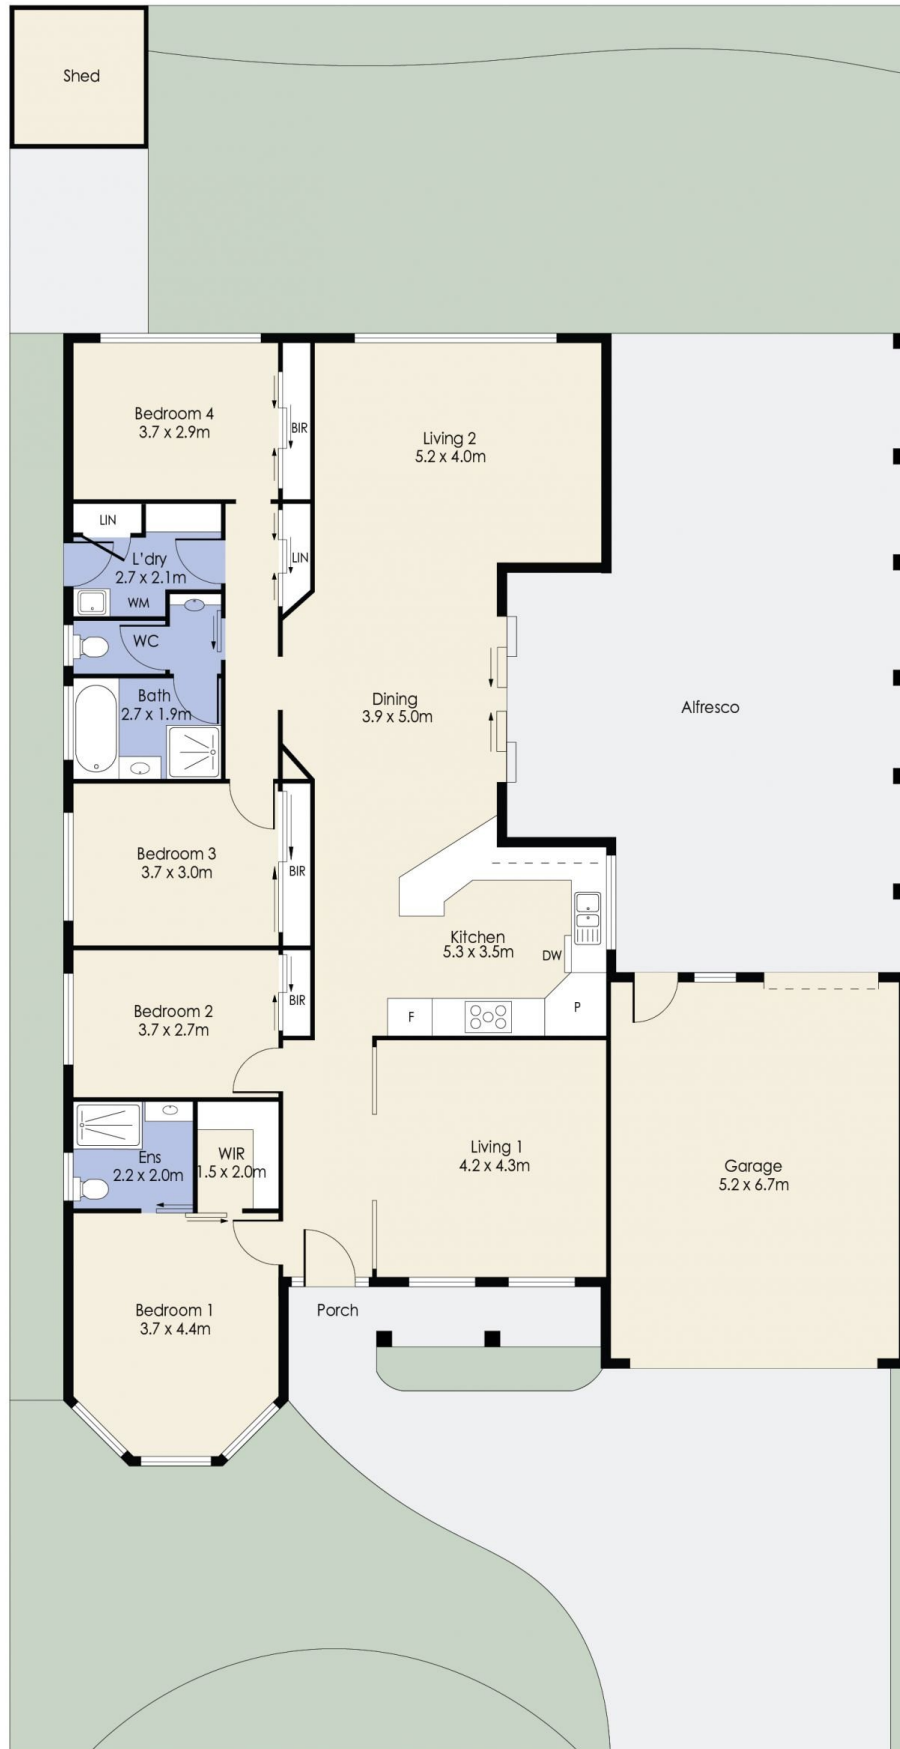 Shed
Bedroom 4
3.7 x 2.9m
BIR
Living 2
5.2 x 4.0m
LIN
L'dry
2.7 x 2.1m
WM
LIN
WC
Bath
2.7 x 1.9m
Dining
3.9 x 5.0m
Alfresco
Bedroom 3
3.7 x 3.0m
BIR
Kitchen
5.3 x 3.5m
DW
Bedroom 2
3.7 x 2.7m
BIR
F
P
Ens
2.2 x 2.0m
WIR
1.5 x 2.0m
Living 1
4.2 x 4.3m
Garage
5.2 x 6.7m
Bedroom 1
3.7 x 4.4m
Porch